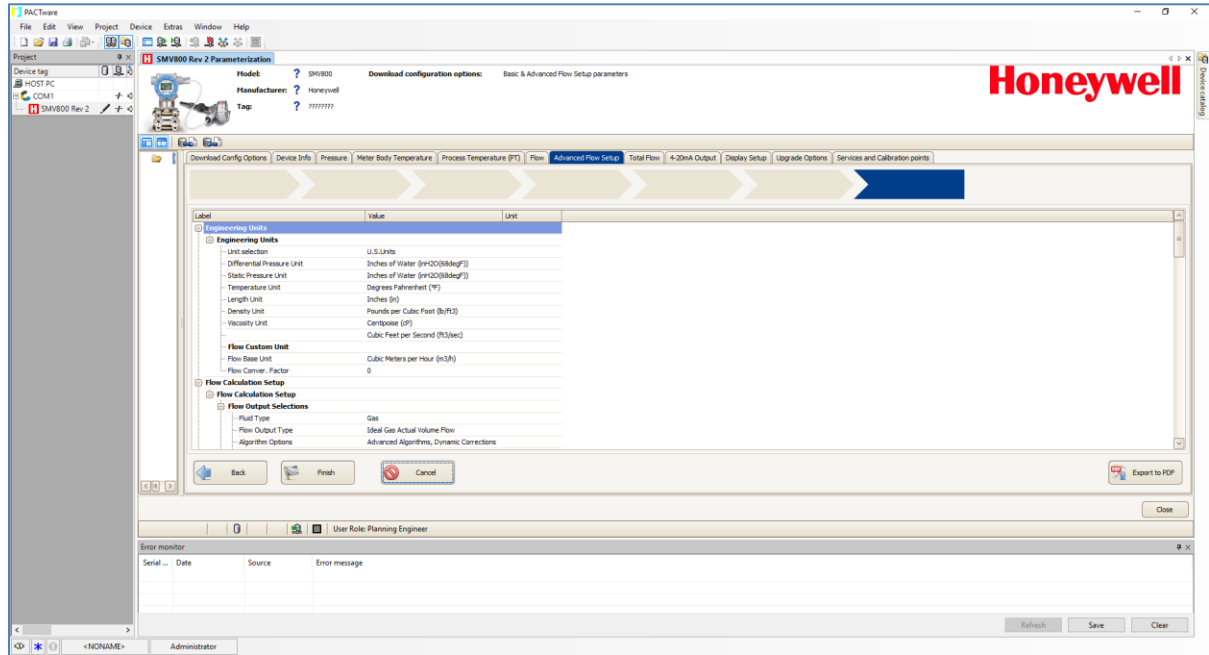 PACTware
File Edit View Project Device Extras Window Help
Project
SMV800 Rev 2 Parameterization
Device tag
HOST PC
COM1
SMV800 Rev 2
Model: ? SMV800 Download configuration options: Basic & Advanced Flow Setup parameters
Manufacturer: ? Honeywell
Tag: ? ????????
Honeywell
Device catalog
Download Config Options Device Info Pressure Meter Body Temperature Process Temperature (PT) Flow Advanced Flow Setup Total Flow 4-20mA Output Display Setup Upgrade Options Services and Calibration points
Label Value Unit
Engineering Units
Engineering Units
Unit selection U.S.Units
Differential Pressure Unit Inches of Water (inH2O(68degF))
Static Pressure Unit Inches of Water (inH2O(68degF))
Temperature Unit Degrees Fahrenheit (°F)
Length Unit Inches (in)
Density Unit Pounds per Cubic Foot (lb/ft3)
Viscosity Unit Centipoise (cP)
Cubic Feet per Second (ft3/sec)
Flow Custom Unit
Flow Base Unit Cubic Meters per Hour (m3/h)
Flow Conver. Factor 0
Flow Calculation Setup
Flow Calculation Setup
Flow Output Selections
Fluid Type Gas
Flow Output Type Ideal Gas Actual Volume Flow
Algorithm Options Advanced Algorithms, Dynamic Corrections
Back Finish Cancel Export to PDF
Close
User Role: Planning Engineer
Error monitor
Serial ... Date Source Error message
Refresh Save Clear
<NONAME> Administrator